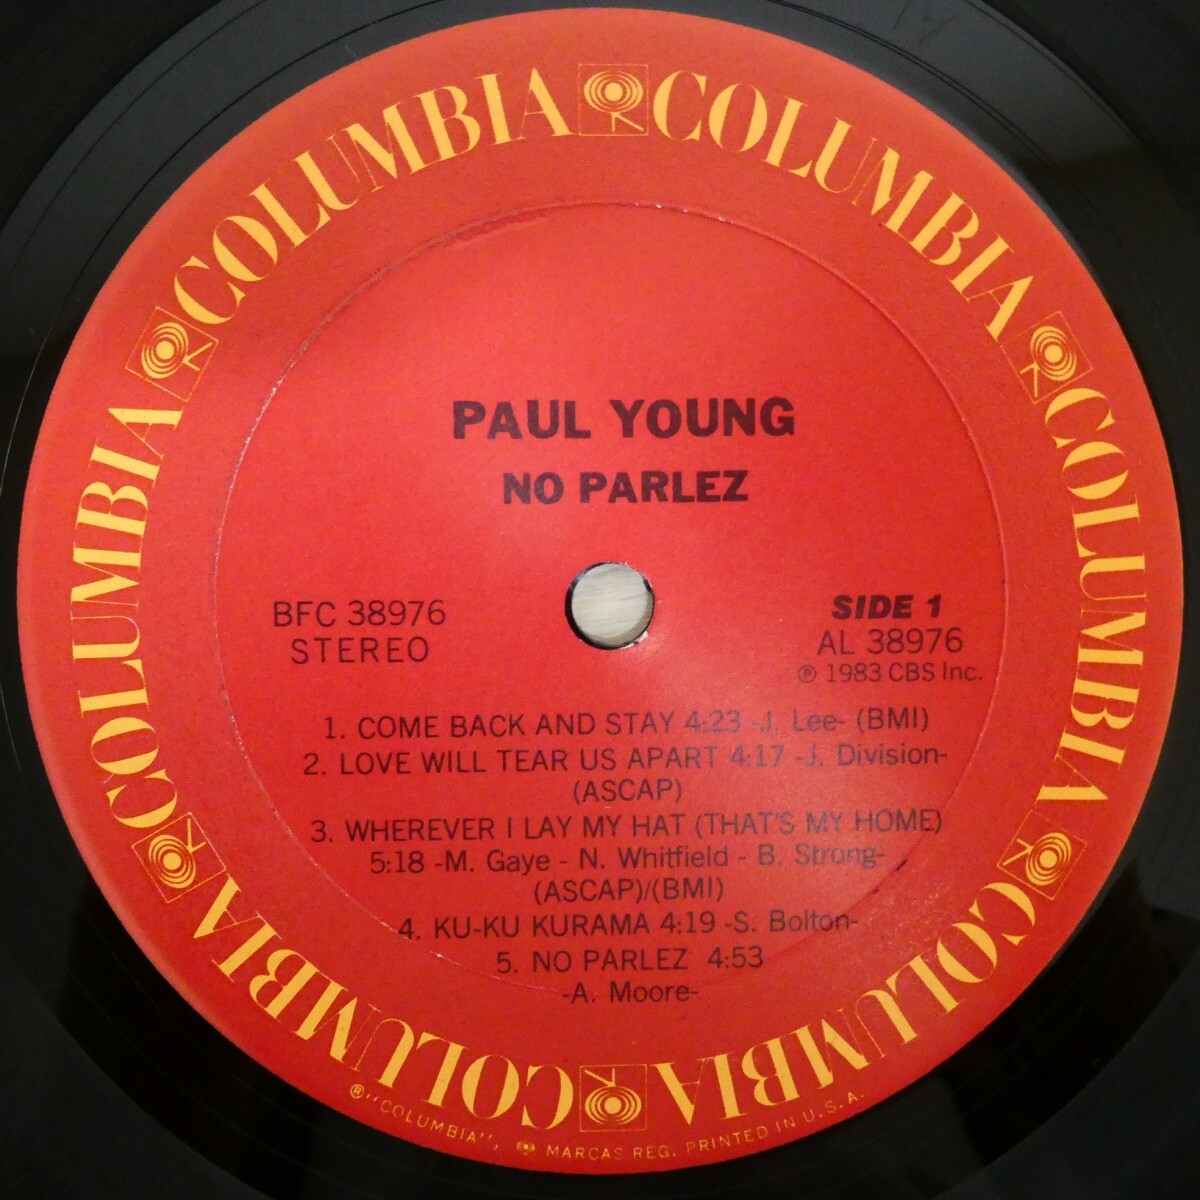 COLUMBIA COLUMBIA COLUMBIA COLUMBIA COLUMBIA COLUMBIA
PAUL YOUNG
NO PARLEZ
BFC 38976
STEREO
SIDE 1
AL 38976
℗ 1983 CBS Inc.
1. COME BACK AND STAY 4:23 -J. Lee- (BMI)
2. LOVE WILL TEAR US APART 4:17 -J. Division-
(ASCAP)
3. WHEREVER I LAY MY HAT (THAT'S MY HOME)
5:18 -M. Gaye - N. Whitfield - B. Strong-
(ASCAP)/(BMI)
4. KU-KU KURAMA 4:19 -S. Bolton-
5. NO PARLEZ 4:53
-A. Moore-
® "COLUMBIA", MARCAS REG. PRINTED IN U.S.A.